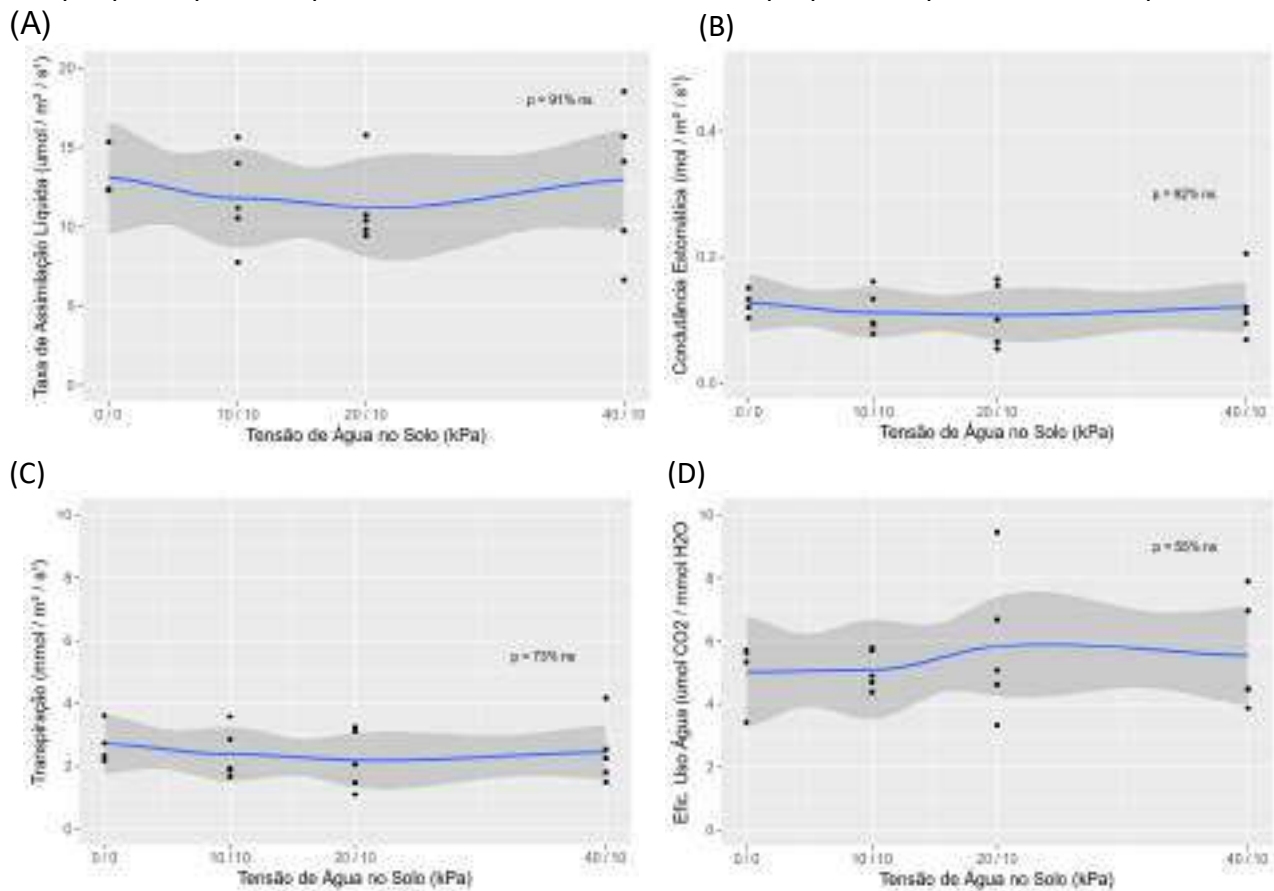 (A)
Taxa de Assimilação Líquida (umol / m² / s¹)
20
15
10
5
0
p = 91% ns
0 / 0
10 / 10
20 / 10
40 / 10
Tensão de Água no Solo (kPa)
(B)
Condutância Estomática (mol / m² / s¹)
0.4
0.2
0.0
p = 92% ns
0 / 0
10 / 10
20 / 10
40 / 10
Tensão de Água no Solo (kPa)
(C)
Transpiração (mmol / m² / s¹)
10
8
6
4
2
0
p = 73% ns
0 / 0
10 / 10
20 / 10
40 / 10
Tensão de Água no Solo (kPa)
(D)
Efic. Uso Água (umol CO2 / mmol H2O
10
8
6
4
2
0
p = 55% ns
0 / 0
10 / 10
20 / 10
40 / 10
Tensão de Água no Solo (kPa)